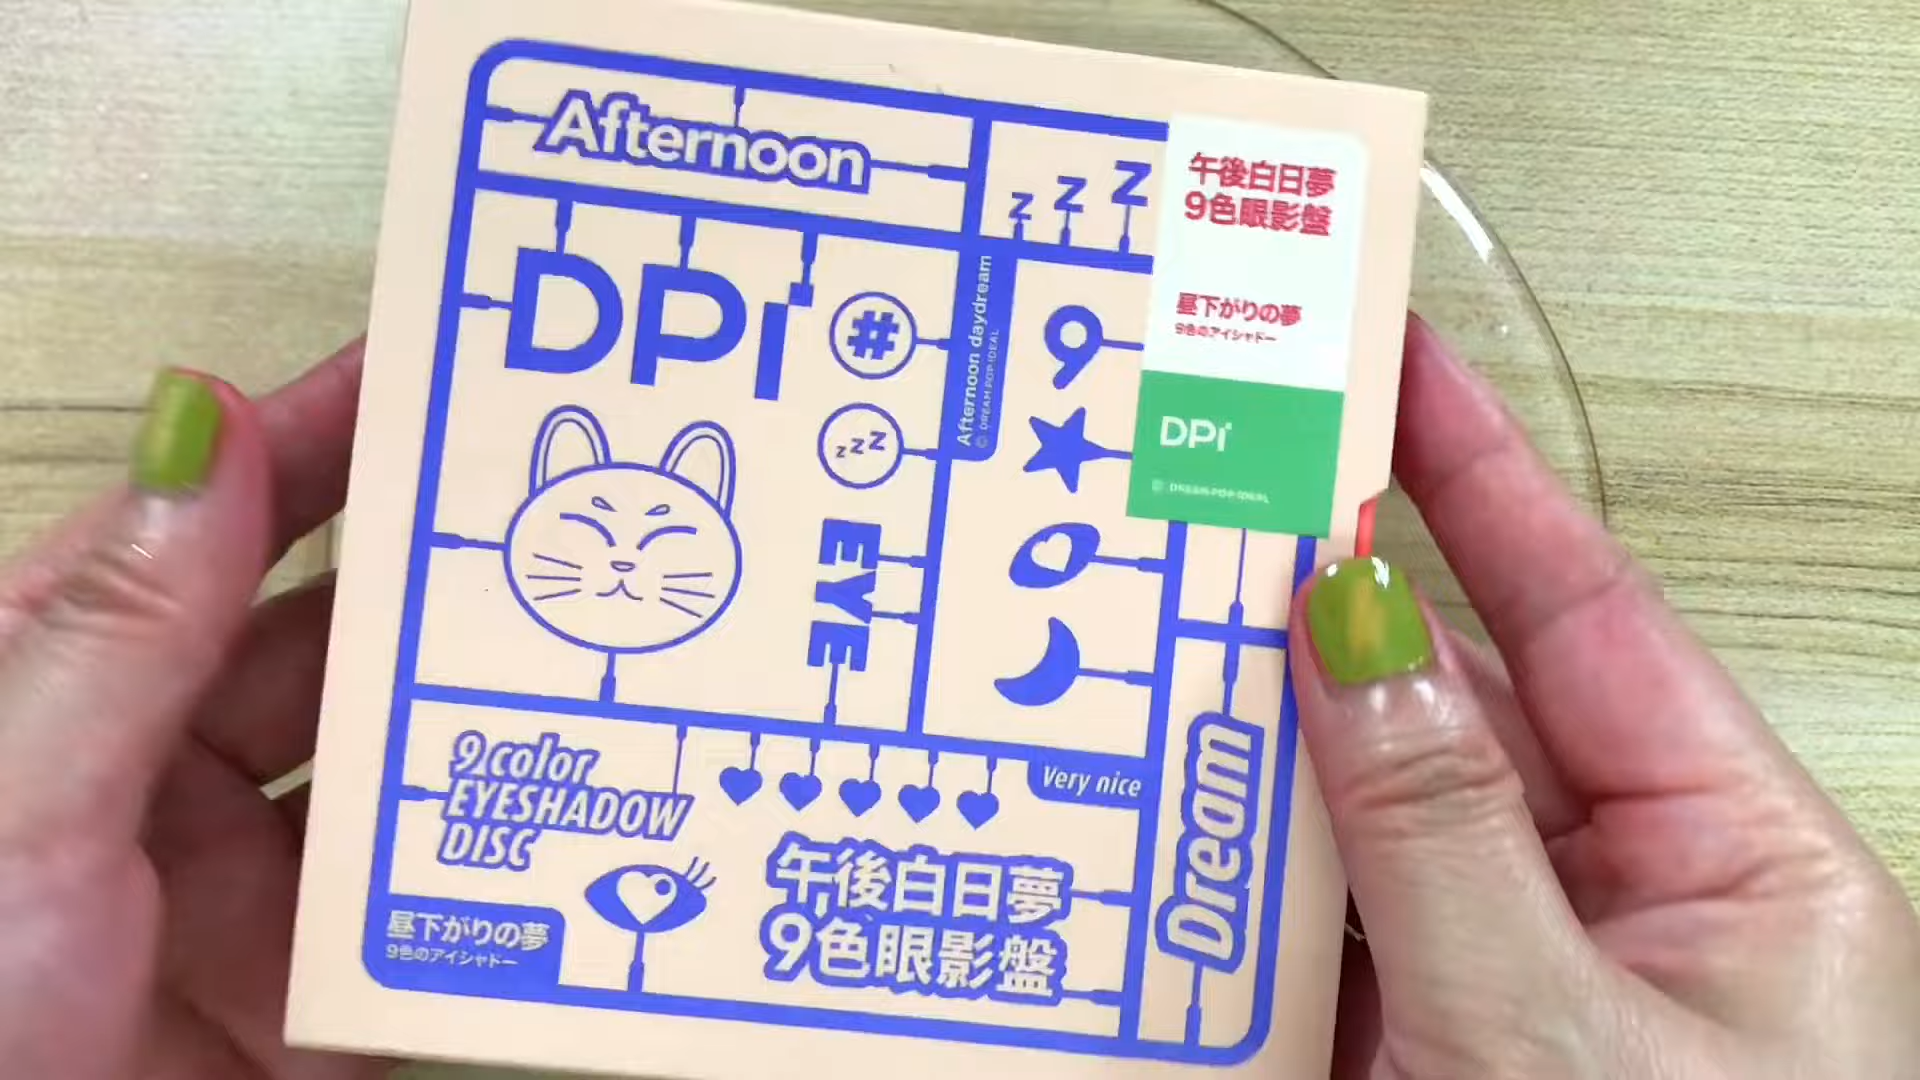 Afternoon
z z Z
午後白日夢
9色眼影盤
昼下がりの夢
9色のアイシャドー
DPi
© DREAM POP IDEAL
DPi
#
zzZ
EYE
Afternoon daydream
© DREAM POP IDEAL
9
9 color
EYESHADOW
DISC
Very nice
Dream
午後白日夢
9色眼影盤
昼下がりの夢
9色のアイシャドー